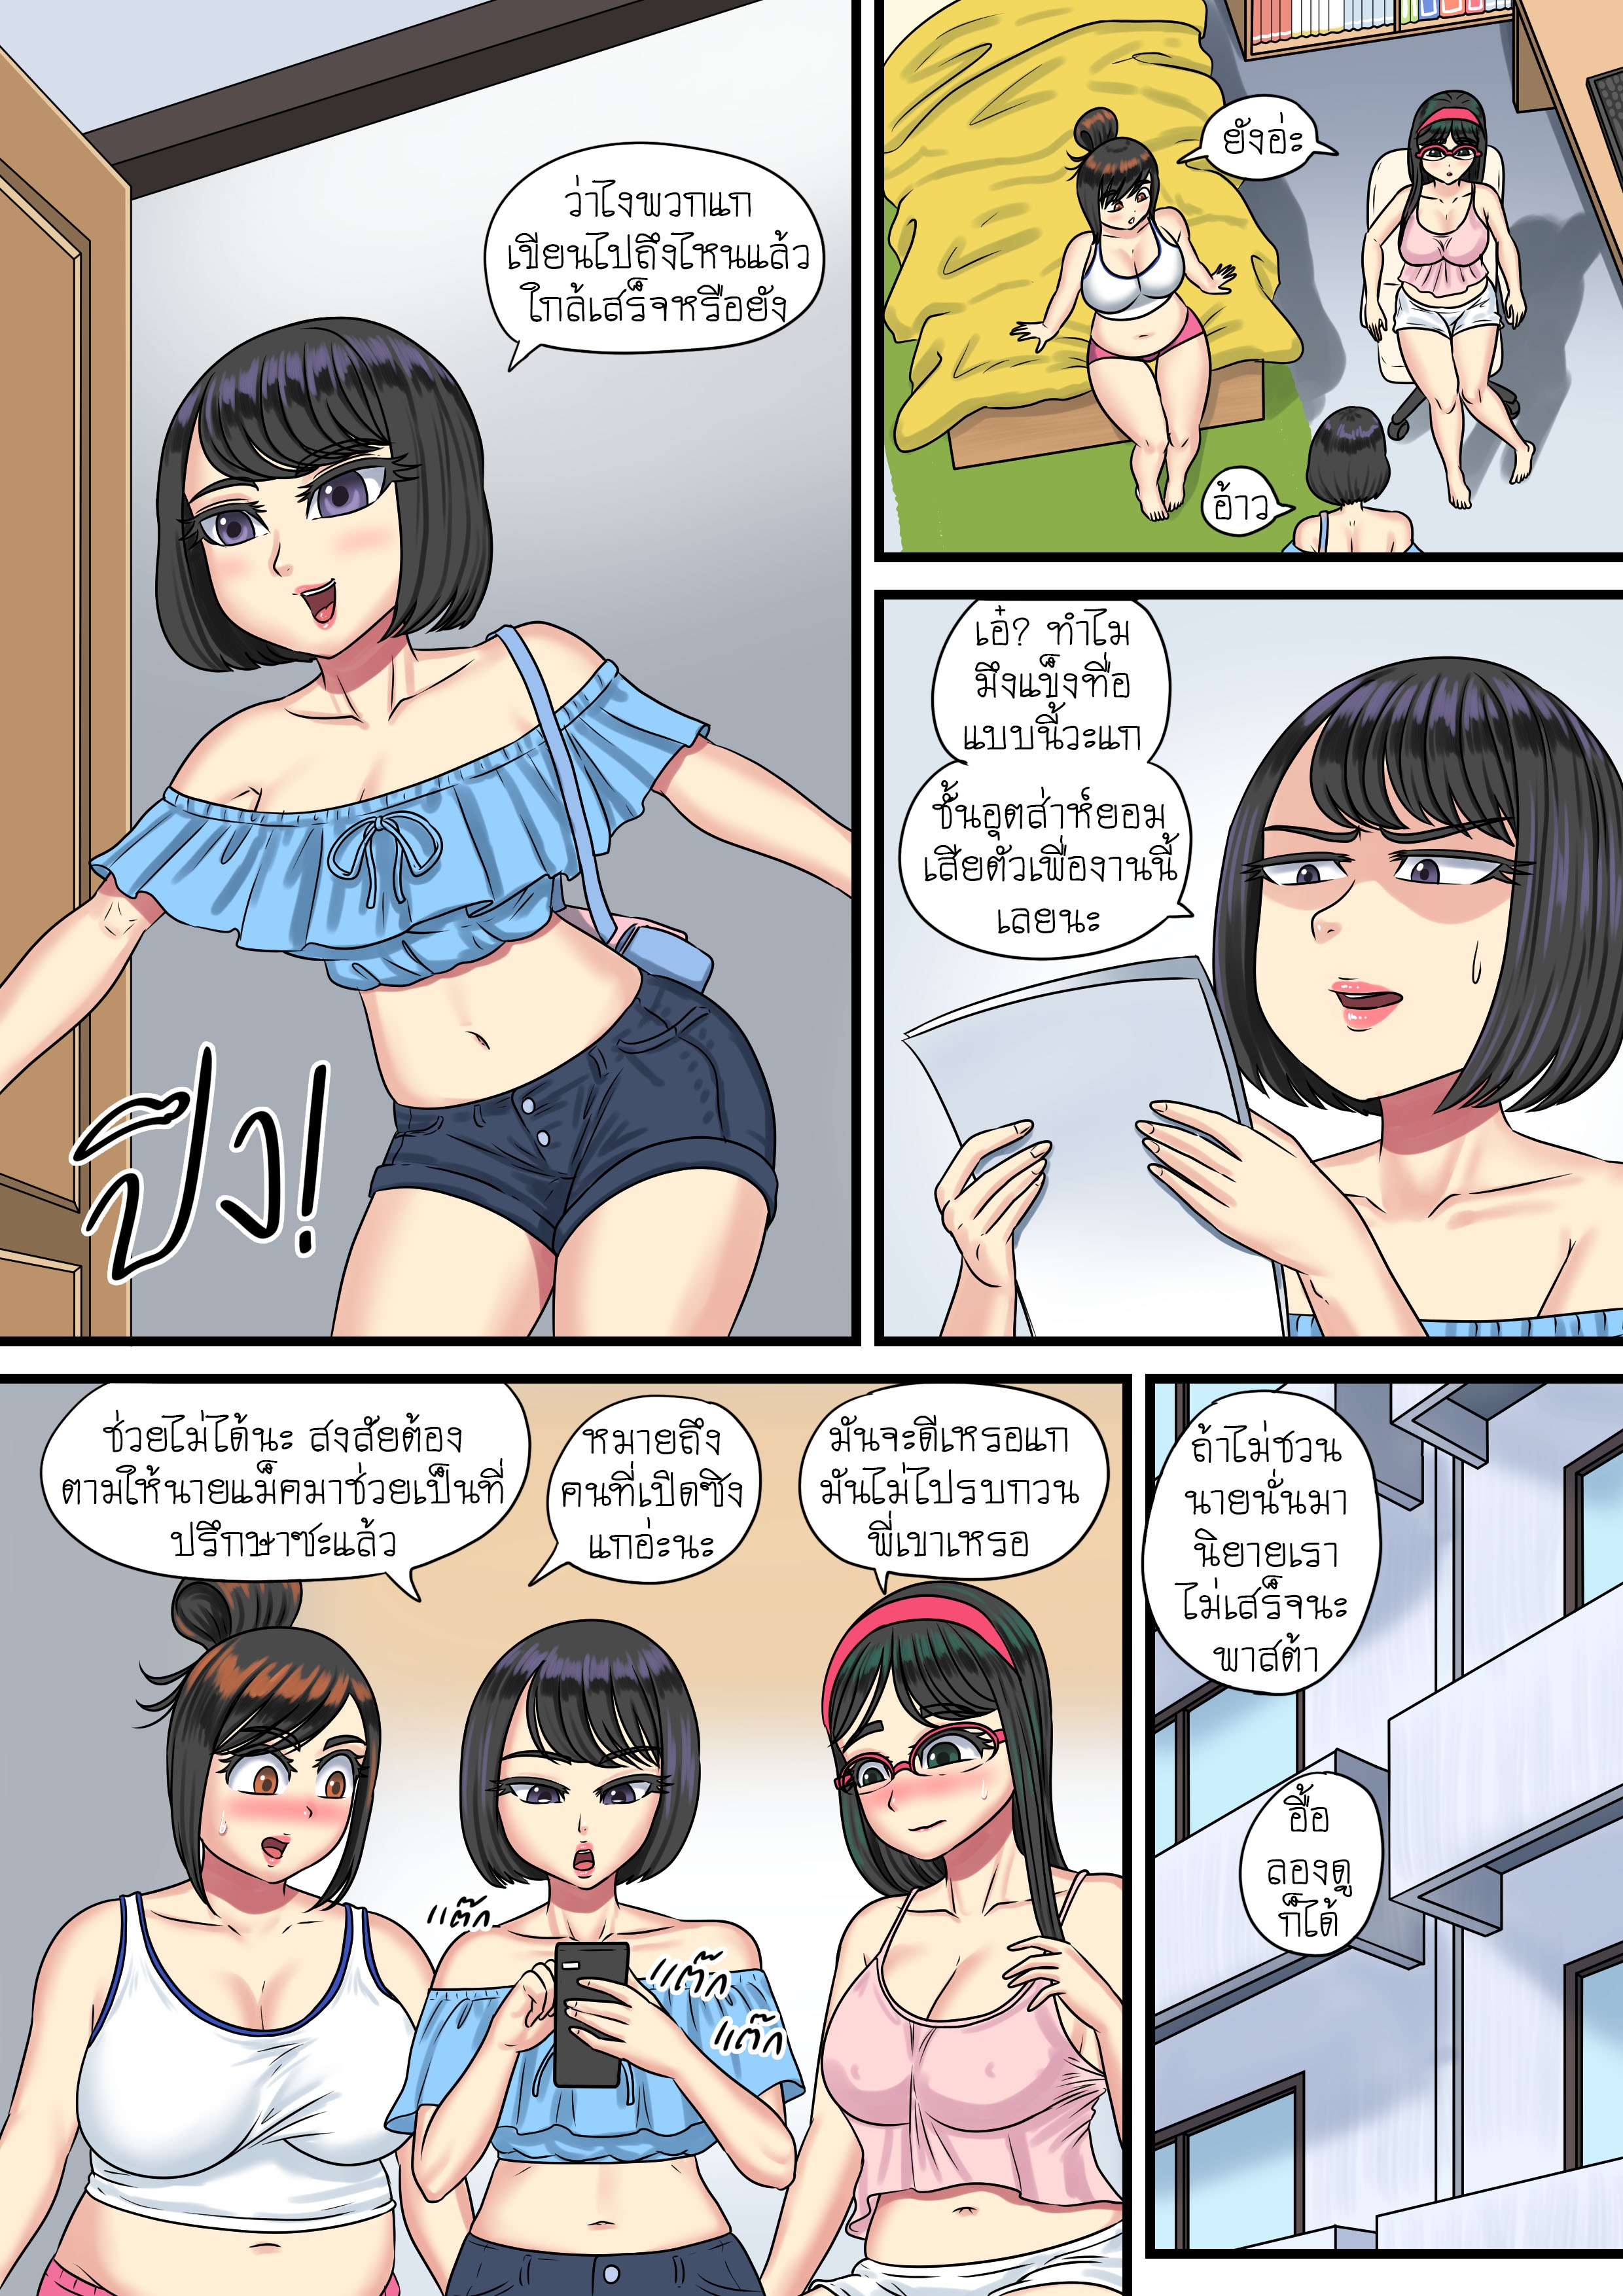 ว่าไงพวกแก
เขียนไปถึงไหนแล้ว
ใกล้เสร็จหรือยัง
ปึง!
ยังอ่ะ
อ้าว
เอ๋? ทำไม
มึงแข็งทื่อ
แบบนี้วะแก
ชั้นอุตส่าห์ยอม
เสียตัวเพื่องานนี้
เลยนะ
ช่วยไม่ได้นะ สงสัยต้อง
ตามให้นายแม็คมาช่วยเป็นที่
ปรึกษาซะแล้ว
หมายถึง
คนที่เปิดซิง
แกอ่ะนะ
มันจะดีเหรอแก
มันไม่ไปรบกวน
พี่เขาเหรอ
แต๊ก
แต๊ก
แต๊ก
ถ้าไม่ชวน
นายนั่นมา
นิยายเรา
ไม่เสร็จนะ
พาสต้า
อื้อ
ลองดู
ก็ได้